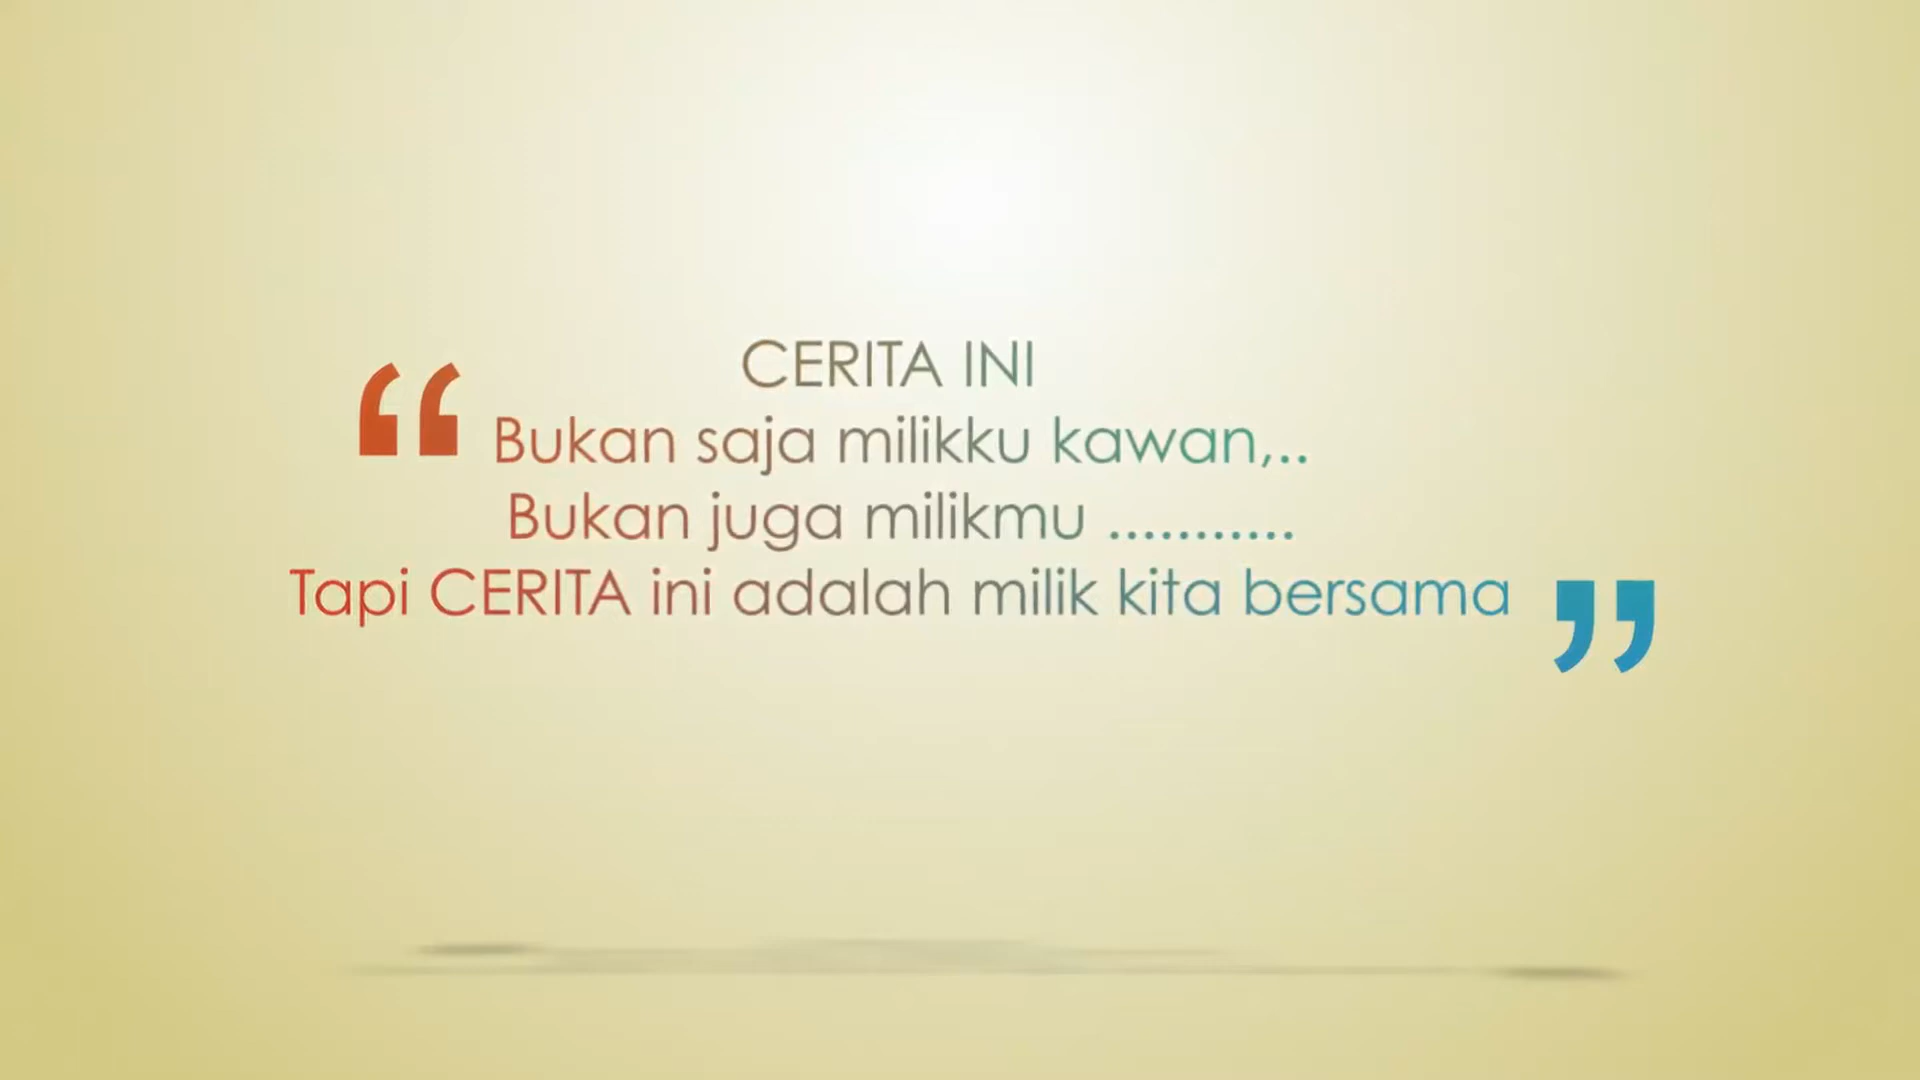 CERITA INI
“ Bukan saja milikku kawan,..
Bukan juga milikmu ...........
Tapi CERITA ini adalah milik kita bersama ”